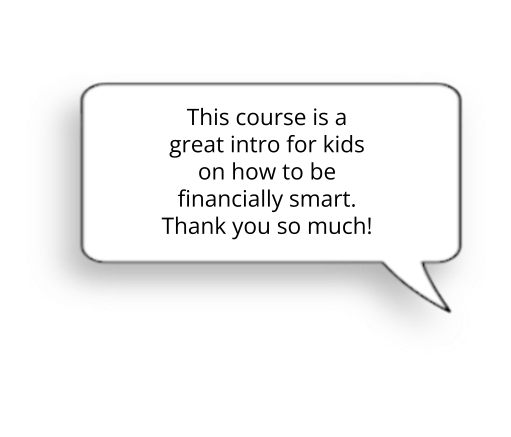 This course is a
great intro for kids
on how to be
financially smart.
Thank you so much!